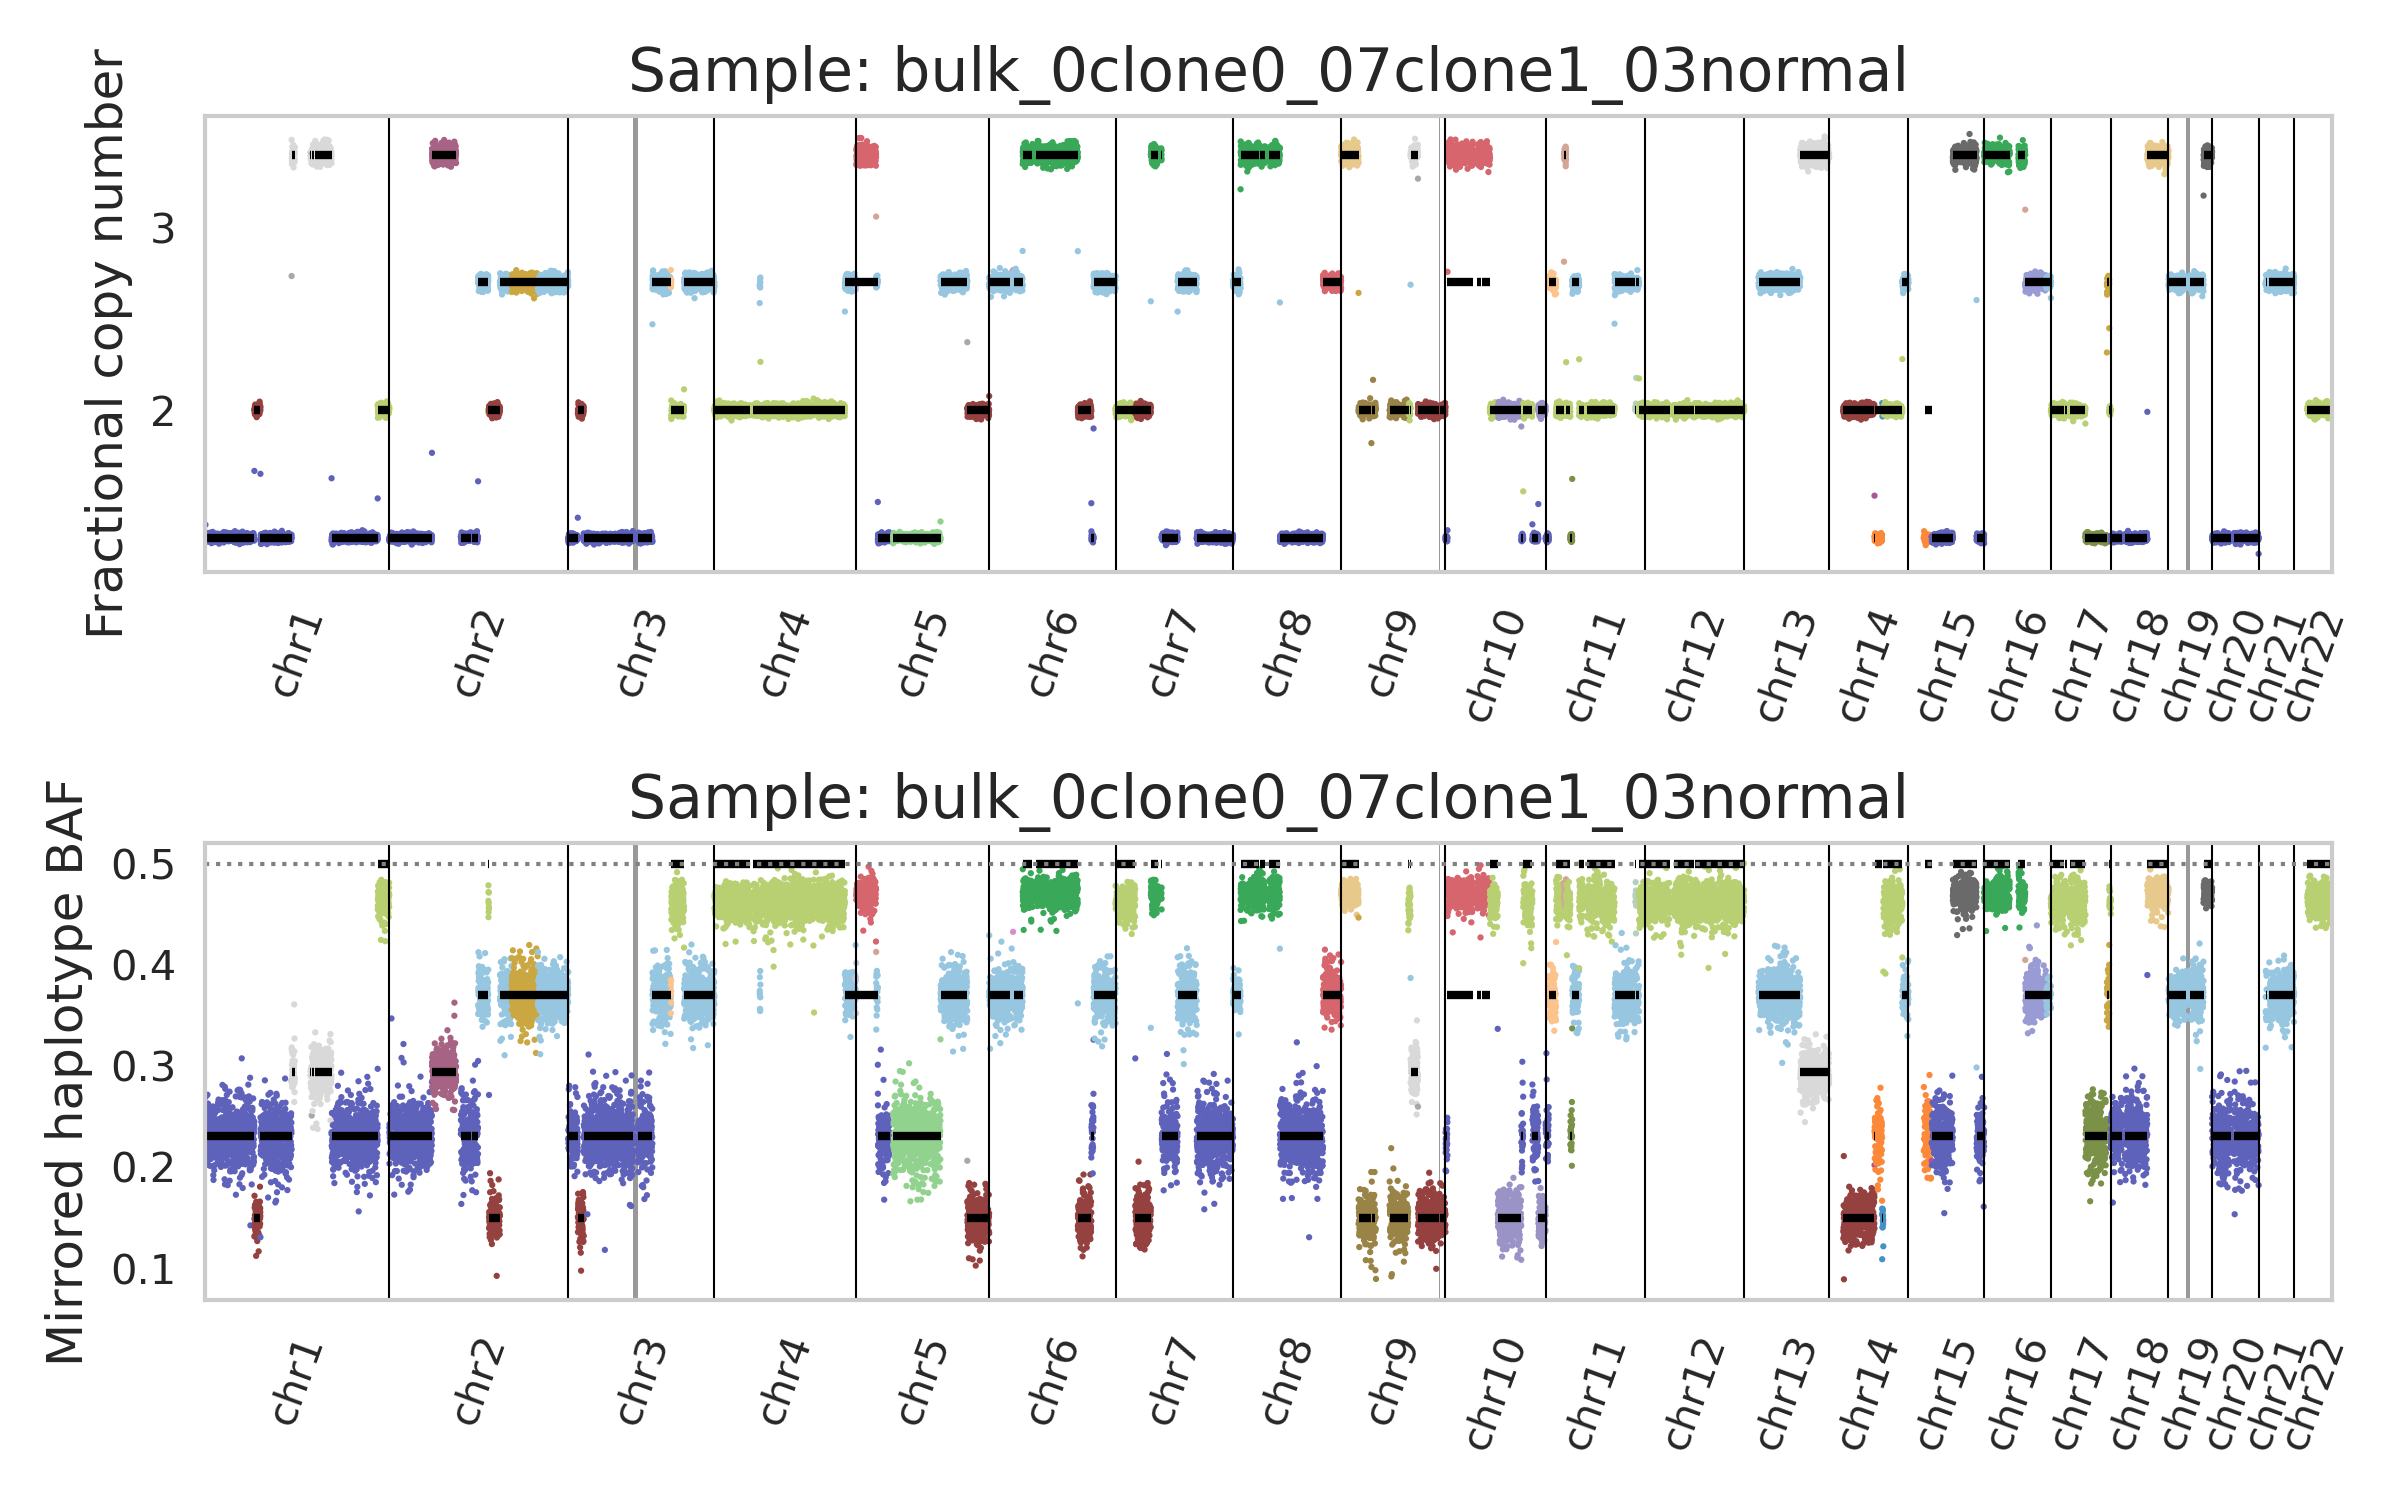 Sample: bulk_0clone0_07clone1_03normal
Fractional copy number
3
2
chr1
chr2
chr3
chr4
chr5
chr6
chr7
chr8
chr9
chr10
chr11
chr12
chr13
chr14
chr15
chr16
chr17
chr18
chr19
chr20
chr21
chr22
Sample: bulk_0clone0_07clone1_03normal
Mirrored haplotype BAF
0.5
0.4
0.3
0.2
0.1
chr1
chr2
chr3
chr4
chr5
chr6
chr7
chr8
chr9
chr10
chr11
chr12
chr13
chr14
chr15
chr16
chr17
chr18
chr19
chr20
chr21
chr22